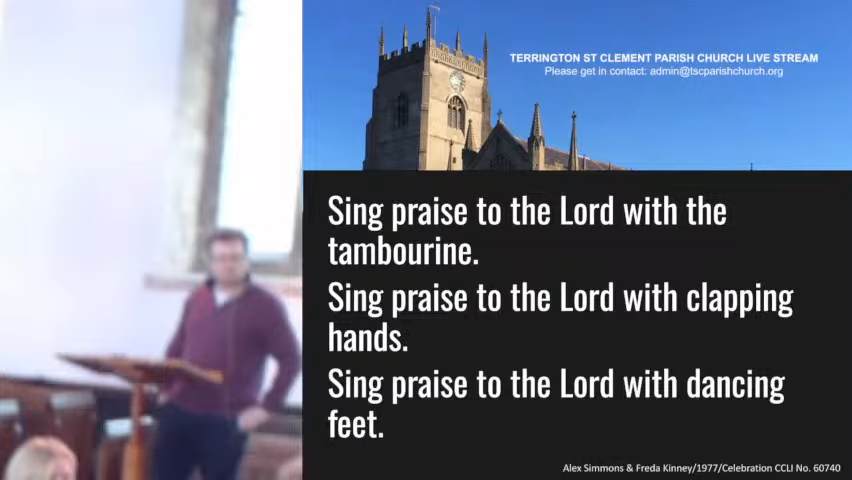 TERRINGTON ST CLEMENT PARISH CHURCH LIVE STREAM
Please get in contact: admin@tscparishchurch.org
Sing praise to the Lord with the
tambourine.
Sing praise to the Lord with clapping
hands.
Sing praise to the Lord with dancing
feet.
Alex Simmons & Freda Kinney/1977/Celebration CCLI No. 60740